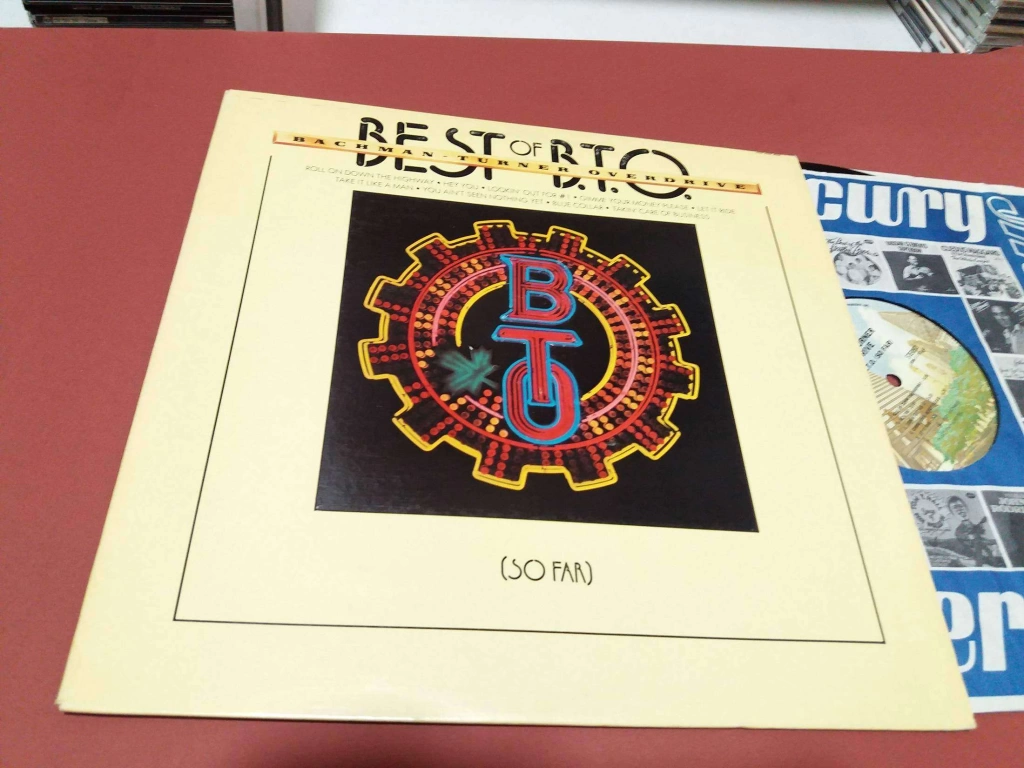 BEST OF B.T.O.
BACHMAN-TURNER OVERDRIVE
ROLL ON DOWN THE HIGHWAY • HEY YOU • LOOKIN' OUT FOR #1 • GIMME YOUR MONEY PLEASE • LET IT RIDE
TAKE IT LIKE A MAN • YOU AIN'T SEEN NOTHING YET • BLUE COLLAR • TAKIN' CARE OF BUSINESS
BTO
(SO FAR)
cury
er